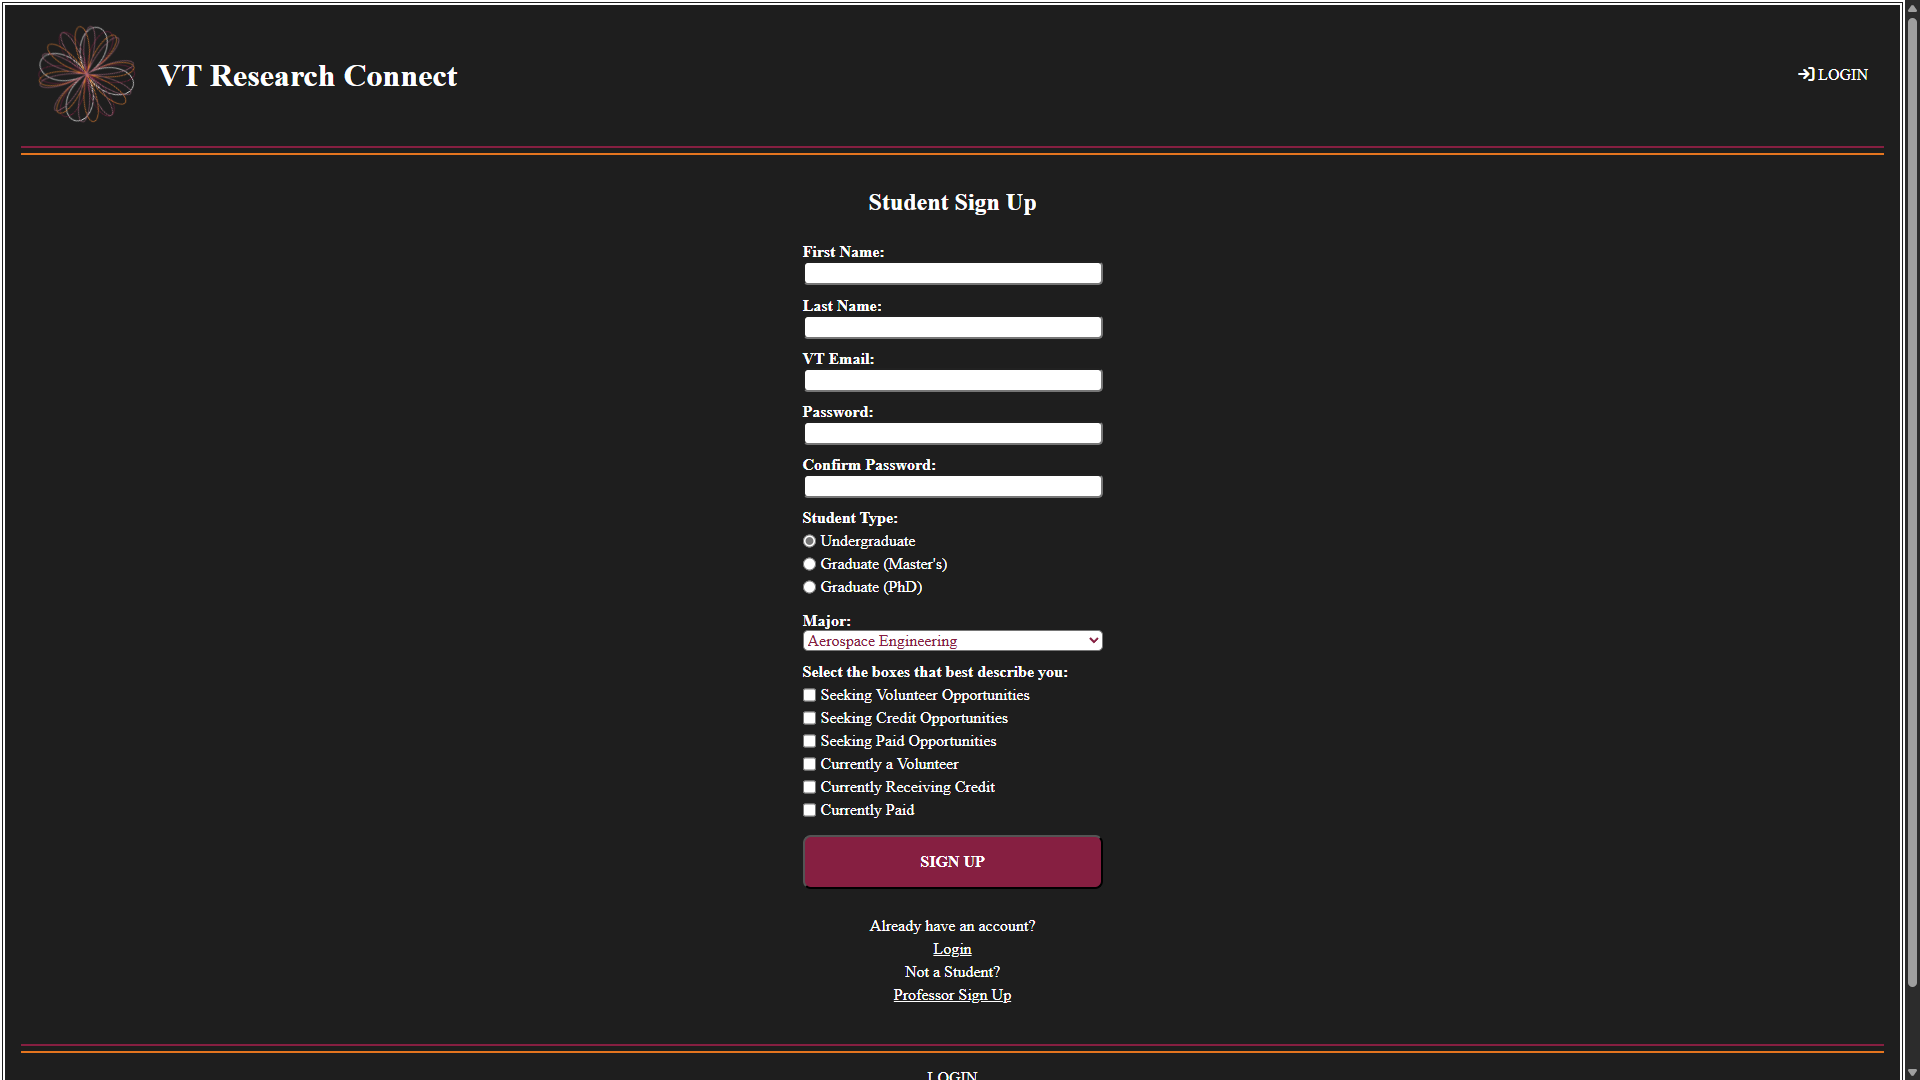 VT Research Connect
LOGIN
Student Sign Up
First Name:
Last Name:
VT Email:
Password:
Confirm Password:
Student Type:
Undergraduate
Graduate (Master's)
Graduate (PhD)
Major:
Aerospace Engineering
Select the boxes that best describe you:
Seeking Volunteer Opportunities
Seeking Credit Opportunities
Seeking Paid Opportunities
Currently a Volunteer
Currently Receiving Credit
Currently Paid
SIGN UP
Already have an account?
Login
Not a Student?
Professor Sign Up
LOGIN